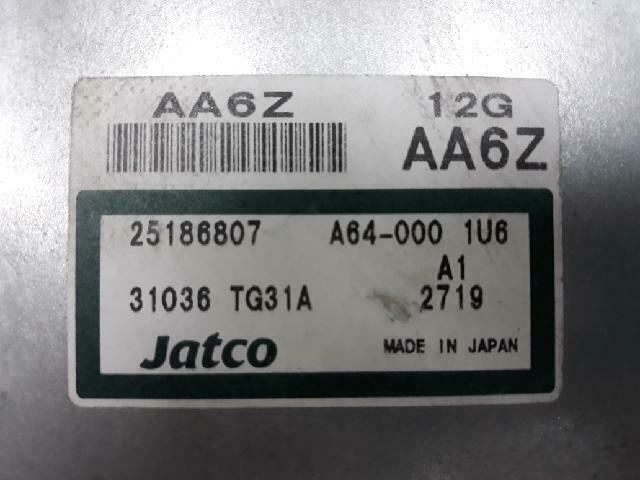 AA6Z 12G
AA6Z
25186807 A64-000 1U6
A1
31036 TG31A 2719
Jatco MADE IN JAPAN